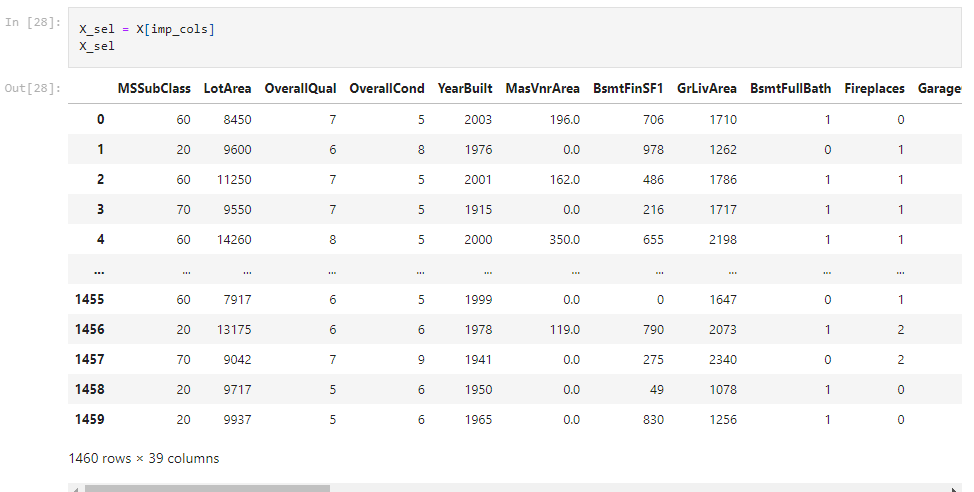 In [28]:
X_sel = X[imp_cols]
X_sel
Out[28]:
MSSubClass LotArea OverallQual OverallCond YearBuilt MasVnrArea BsmtFinSF1 GrLivArea BsmtFullBath Fireplaces Garage
0 60 8450 7 5 2003 196.0 706 1710 1 0
1 20 9600 6 8 1976 0.0 978 1262 0 1
2 60 11250 7 5 2001 162.0 486 1786 1 1
3 70 9550 7 5 1915 0.0 216 1717 1 1
4 60 14260 8 5 2000 350.0 655 2198 1 1
... ... ... ... ... ... ... ... ... ... ...
1455 60 7917 6 5 1999 0.0 0 1647 0 1
1456 20 13175 6 6 1978 119.0 790 2073 1 2
1457 70 9042 7 9 1941 0.0 275 2340 0 2
1458 20 9717 5 6 1950 0.0 49 1078 1 0
1459 20 9937 5 6 1965 0.0 830 1256 1 0
1460 rows × 39 columns